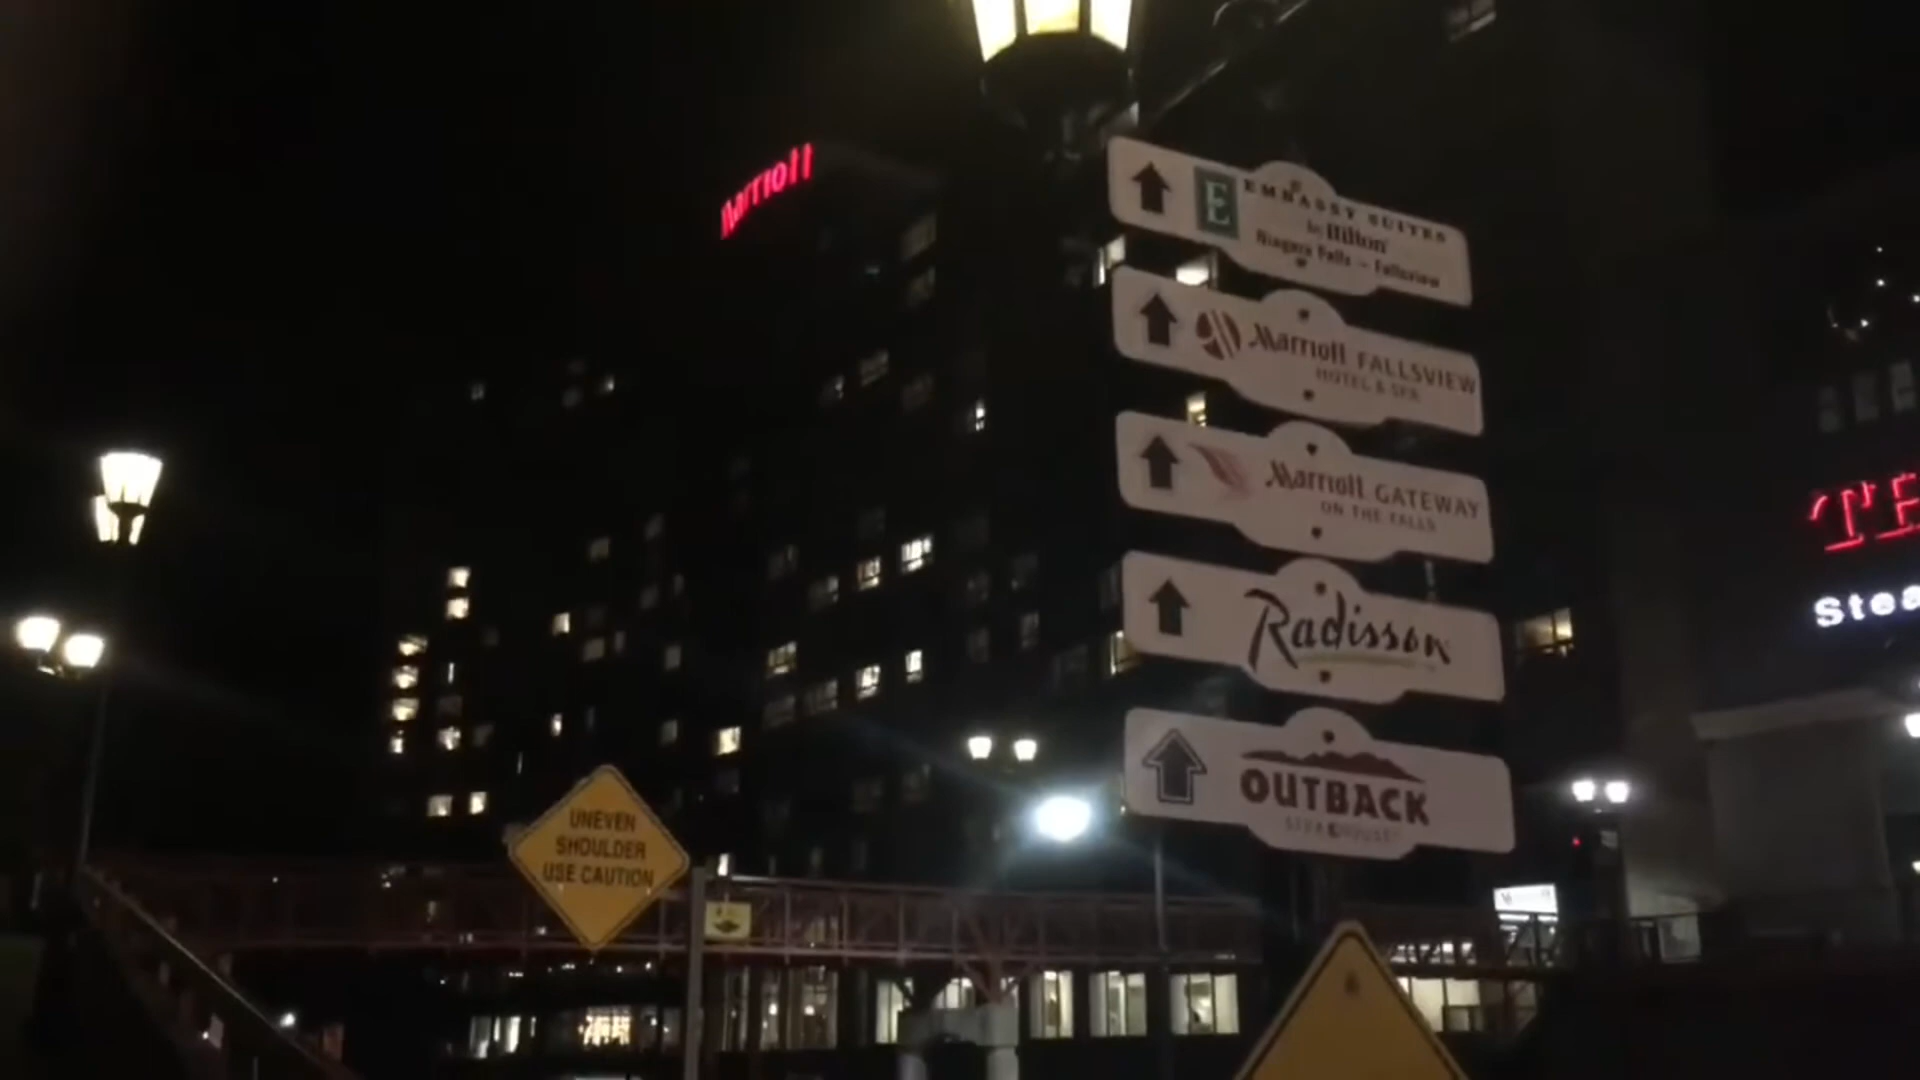 Marriott
EMBASSY SUITES
by Hilton
Niagara Falls - Fallsview
Marriott FALLSVIEW
HOTEL & SPA
Marriott GATEWAY
ON THE FALLS
Radisson
OUTBACK
STEAKHOUSE
TE
Stea
UNEVEN
SHOULDER
USE CAUTION